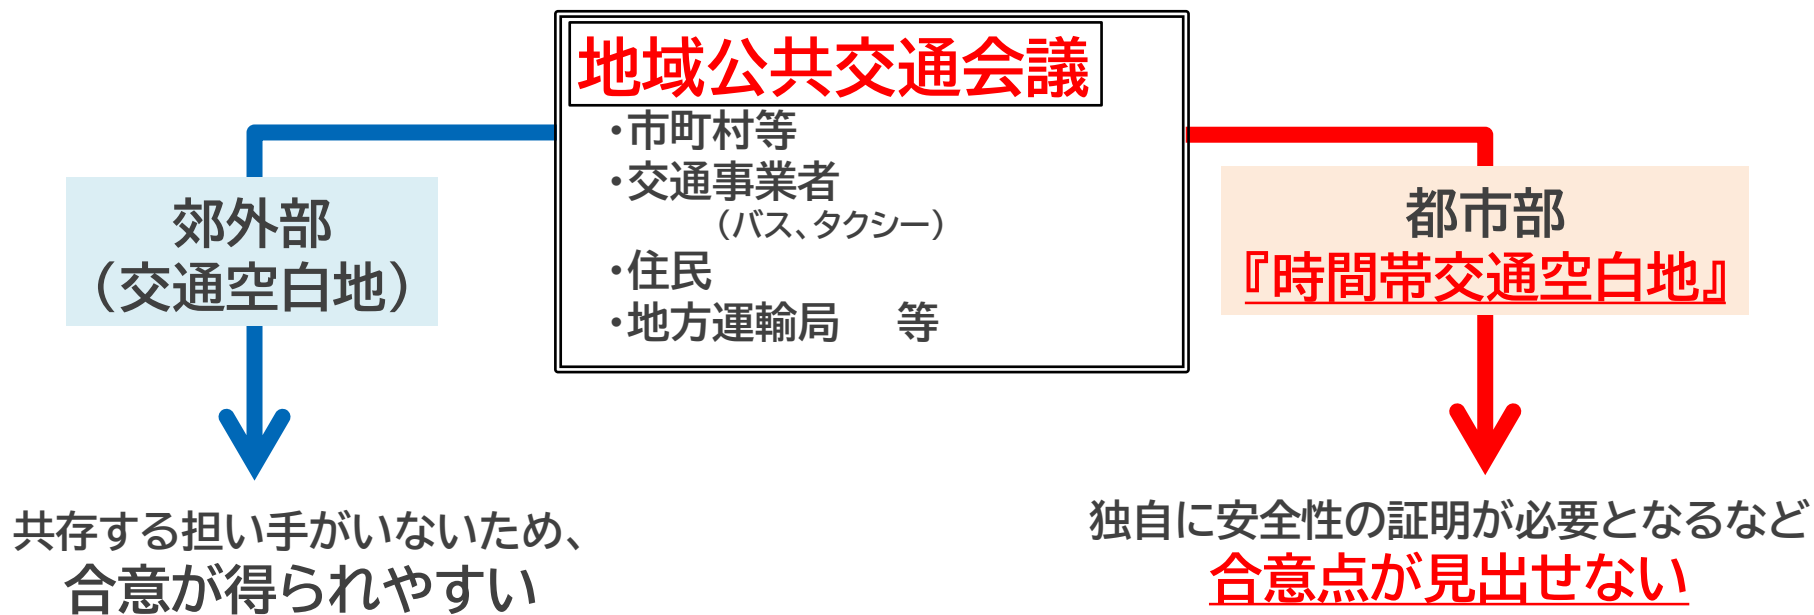 地域公共交通会議
・市町村等
・交通事業者
（バス、タクシー）
・住民
・地方運輸局　等
郊外部
（交通空白地）
共存する担い手がいないため、
合意が得られやすい
都市部
『時間帯交通空白地』
独自に安全性の証明が必要となるなど
合意点が見出せない